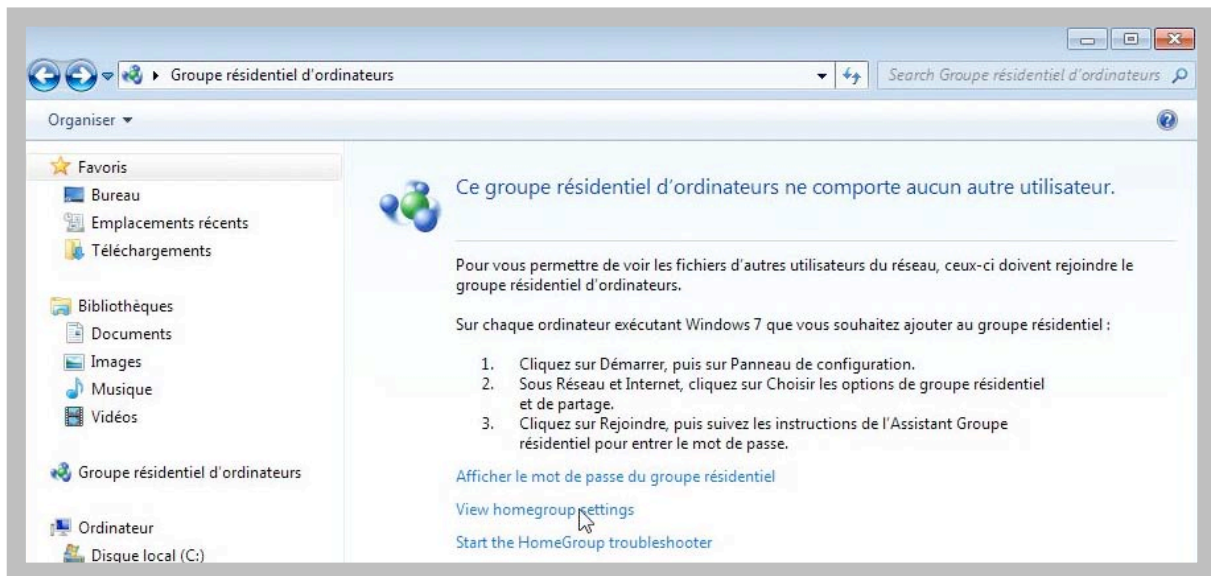 Groupe résidentiel d'ordinateurs
Search Groupe résidentiel d'ordinateurs
Organiser
Favoris
Bureau
Emplacements récents
Téléchargements
Bibliothèques
Documents
Images
Musique
Vidéos
Groupe résidentiel d'ordinateurs
Ordinateur
Disque local (C:)
Ce groupe résidentiel d'ordinateurs ne comporte aucun autre utilisateur.
Pour vous permettre de voir les fichiers d'autres utilisateurs du réseau, ceux-ci doivent rejoindre le
groupe résidentiel d'ordinateurs.
Sur chaque ordinateur exécutant Windows 7 que vous souhaitez ajouter au groupe résidentiel :
1. Cliquez sur Démarrer, puis sur Panneau de configuration.
2. Sous Réseau et Internet, cliquez sur Choisir les options de groupe résidentiel
et de partage.
3. Cliquez sur Rejoindre, puis suivez les instructions de l'Assistant Groupe
résidentiel pour entrer le mot de passe.
Afficher le mot de passe du groupe résidentiel
View homegroup settings
Start the HomeGroup troubleshooter